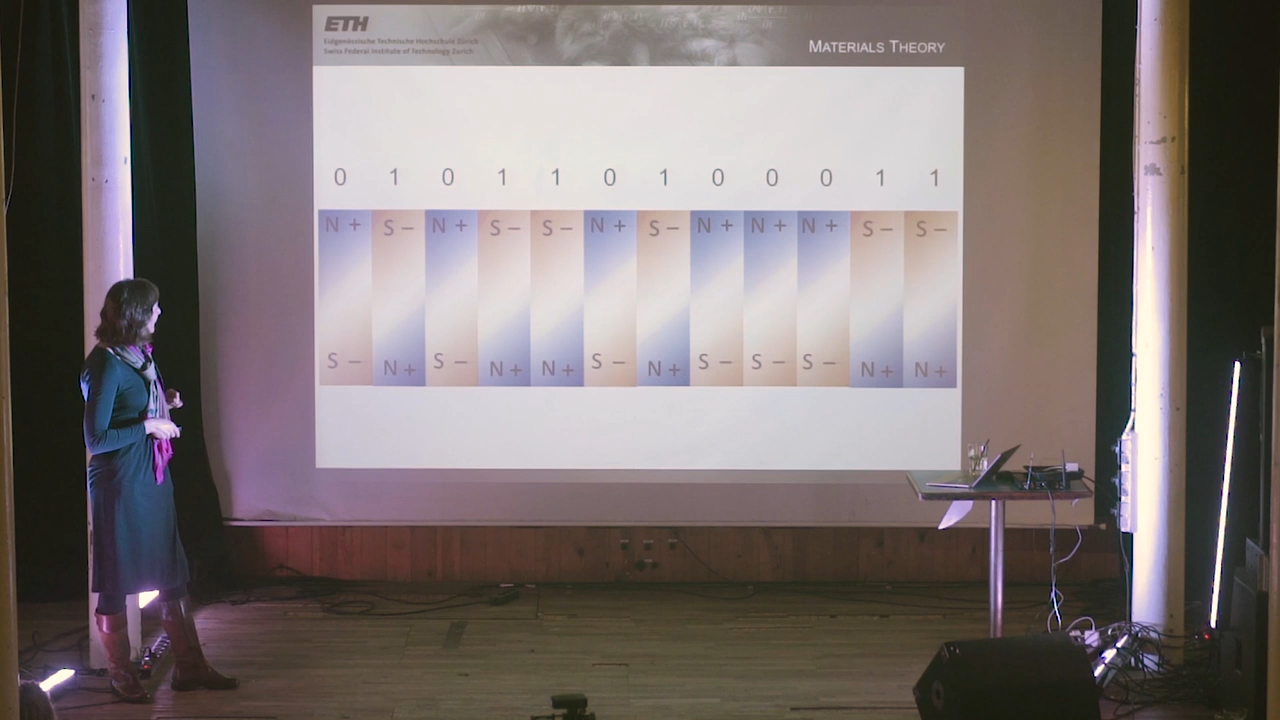 ETH
Eidgenössische Technische Hochschule Zürich
Swiss Federal Institute of Technology Zurich
MATERIALS THEORY
0 1 0 1 1 0 1 0 0 0 1 1
N + S – N + S – S – N + S – N + N + N + S – S –
S – N + S – N + N + S – N + S – S – S – N + N +